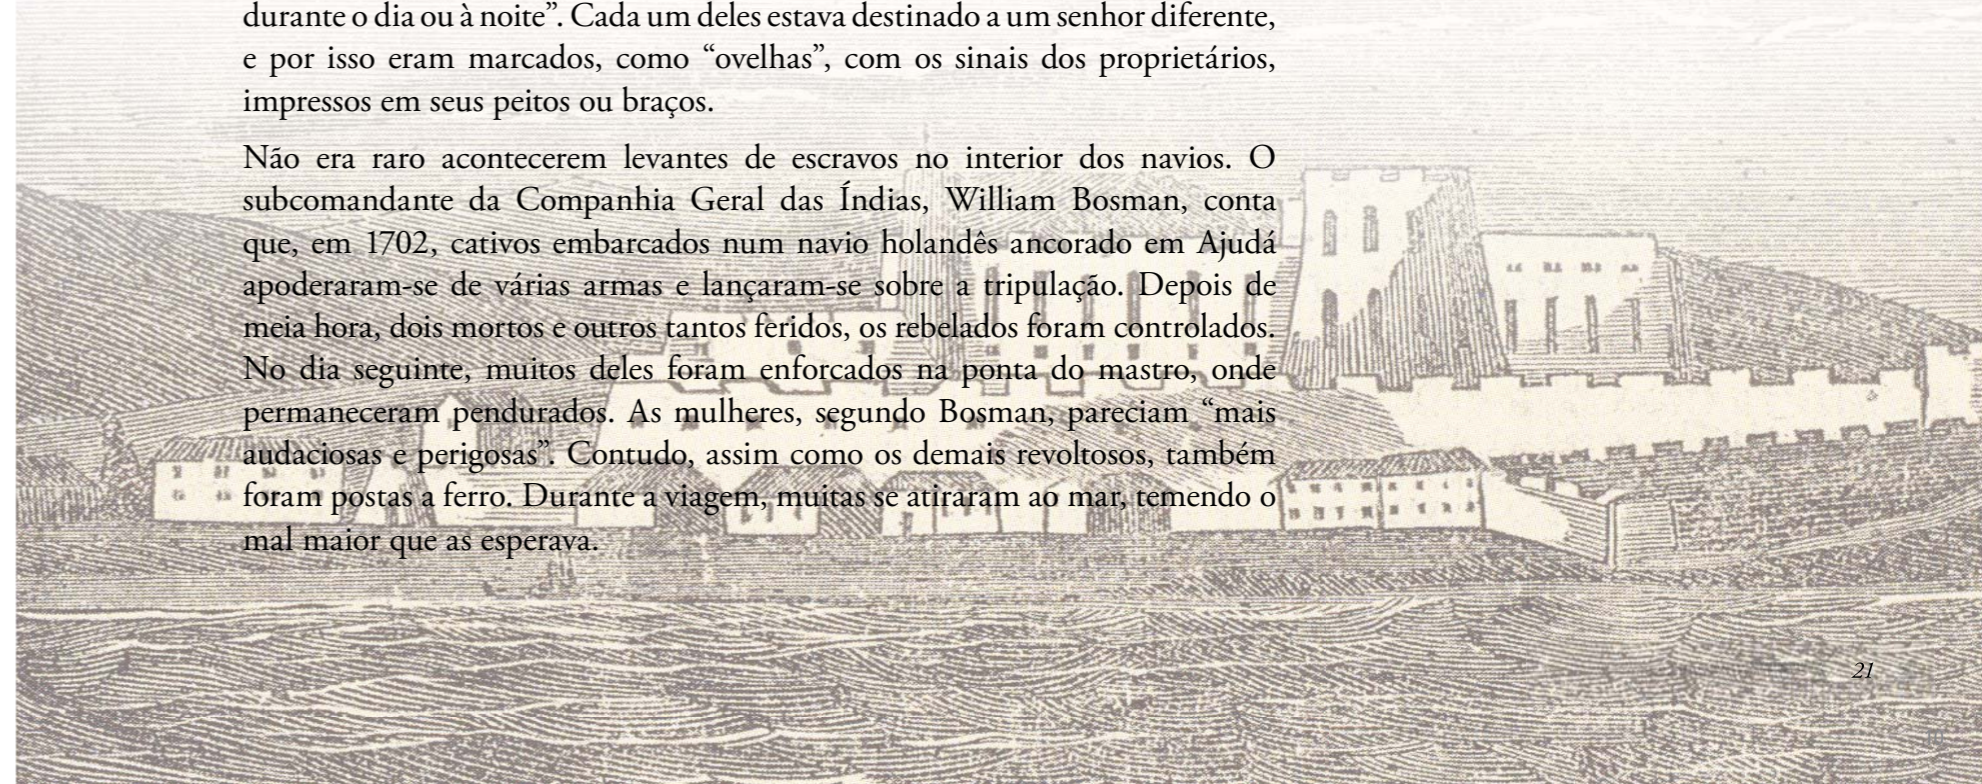 durante o dia ou à noite”. Cada um deles estava destinado a um senhor diferente,
e por isso eram marcados, como “ovelhas”, com os sinais dos proprietários,
impressos em seus peitos ou braços.
Não era raro acontecerem levantes de escravos no interior dos navios. O
subcomandante da Companhia Geral das Índias, William Bosman, conta
que, em 1702, cativos embarcados num navio holandês ancorado em Ajudá
apoderaram-se de várias armas e lançaram-se sobre a tripulação. Depois de
meia hora, dois mortos e outros tantos feridos, os rebelados foram controlados.
No dia seguinte, muitos deles foram enforcados na ponta do mastro, onde
permaneceram pendurados. As mulheres, segundo Bosman, pareciam “mais
audaciosas e perigosas”. Contudo, assim como os demais revoltosos, também
foram postas a ferro. Durante a viagem, muitas se atiraram ao mar, temendo o
mal maior que as esperava.
21